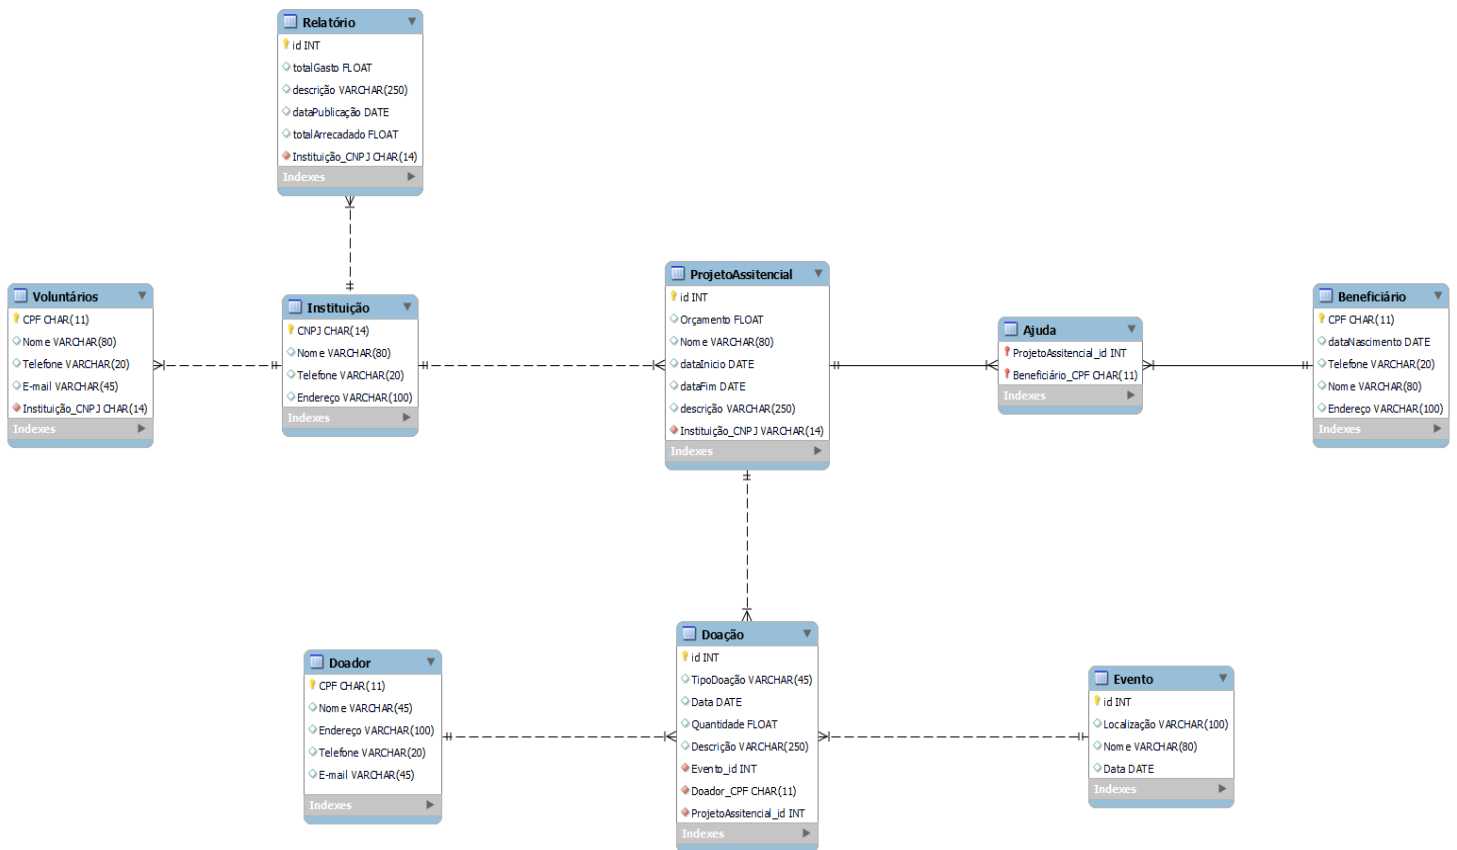 Relatório
id INT
totalGasto FLOAT
descrição VARCHAR(250)
dataPublicação DATE
totalArrecadado FLOAT
Instituição_CNPJ CHAR(14)
Indexes
Voluntários
CPF CHAR(11)
Nome VARCHAR(80)
Telefone VARCHAR(20)
E-mail VARCHAR(45)
Instituição_CNPJ CHAR(14)
Indexes
Instituição
CNPJ CHAR(14)
Nome VARCHAR(80)
Telefone VARCHAR(20)
Endereço VARCHAR(100)
Indexes
ProjetoAssitencial
id INT
Orçamento FLOAT
Nome VARCHAR(80)
dataInicio DATE
dataFim DATE
descrição VARCHAR(250)
Instituição_CNPJ VARCHAR(14)
Indexes
Ajuda
ProjetoAssitencial_id INT
Beneficiário_CPF CHAR(11)
Indexes
Beneficiário
CPF CHAR(11)
dataNascimento DATE
Telefone VARCHAR(20)
Nome VARCHAR(80)
Endereço VARCHAR(100)
Indexes
Doador
CPF CHAR(11)
Nome VARCHAR(45)
Endereço VARCHAR(100)
Telefone VARCHAR(20)
E-mail VARCHAR(45)
Indexes
Doação
id INT
TipoDoação VARCHAR(45)
Data DATE
Quantidade FLOAT
Descrição VARCHAR(250)
Evento_id INT
Doador_CPF CHAR(11)
ProjetoAssitencial_id INT
Indexes
Evento
id INT
Localização VARCHAR(100)
Nome VARCHAR(80)
Data DATE
Indexes